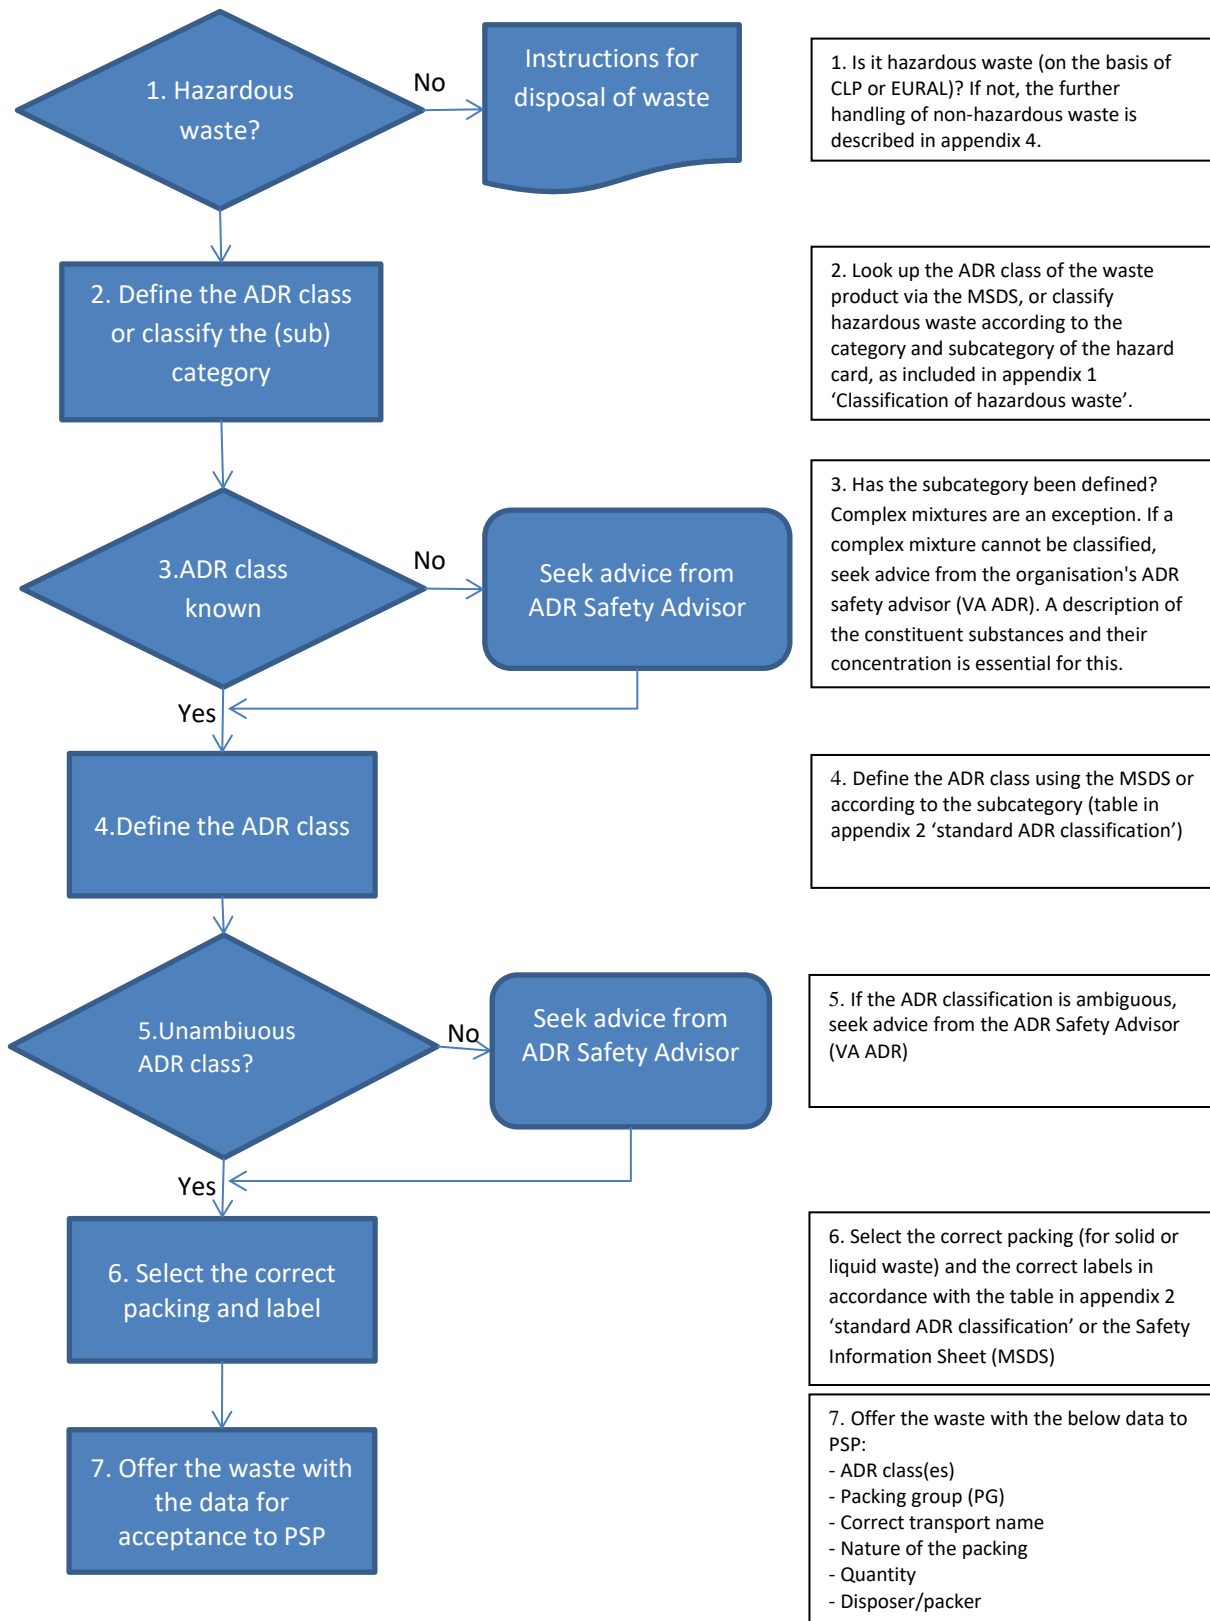 1. Hazardous
waste?
No
Instructions for
disposal of waste
1. Is it hazardous waste (on the basis of
CLP or EURAL)? If not, the further
handling of non-hazardous waste is
described in appendix 4.
2. Define the ADR class
or classify the (sub)
category
2. Look up the ADR class of the waste
product via the MSDS, or classify
hazardous waste according to the
category and subcategory of the hazard
card, as included in appendix 1
‘Classification of hazardous waste’.
3.ADR class
known
No
Seek advice from
ADR Safety Advisor
3. Has the subcategory been defined?
Complex mixtures are an exception. If a
complex mixture cannot be classified,
seek advice from the organisation's ADR
safety advisor (VA ADR). A description of
the constituent substances and their
concentration is essential for this.
Yes
4.Define the ADR class
4. Define the ADR class using the MSDS or
according to the subcategory (table in
appendix 2 ‘standard ADR classification’)
5.Unambiuous
ADR class?
No
Seek advice from
ADR Safety Advisor
5. If the ADR classification is ambiguous,
seek advice from the ADR Safety Advisor
(VA ADR)
Yes
6. Select the correct
packing and label
6. Select the correct packing (for solid or
liquid waste) and the correct labels in
accordance with the table in appendix 2
‘standard ADR classification’ or the Safety
Information Sheet (MSDS)
7. Offer the waste with
the data for
acceptance to PSP
7. Offer the waste with the below data to
PSP:
- ADR class(es)
- Packing group (PG)
- Correct transport name
- Nature of the packing
- Quantity
- Disposer/packer